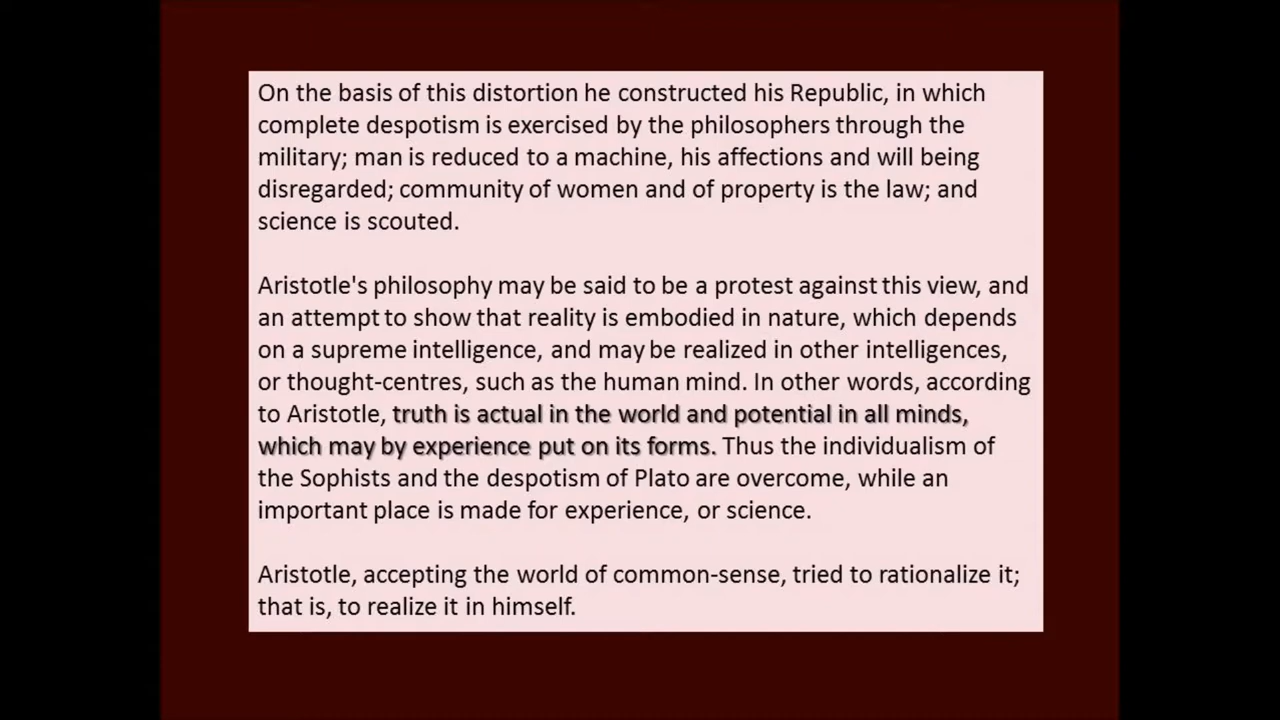 On the basis of this distortion he constructed his Republic, in which
complete despotism is exercised by the philosophers through the
military; man is reduced to a machine, his affections and will being
disregarded; community of women and of property is the law; and
science is scouted.
Aristotle's philosophy may be said to be a protest against this view, and
an attempt to show that reality is embodied in nature, which depends
on a supreme intelligence, and may be realized in other intelligences,
or thought-centres, such as the human mind. In other words, according
to Aristotle, truth is actual in the world and potential in all minds,
which may by experience put on its forms. Thus the individualism of
the Sophists and the despotism of Plato are overcome, while an
important place is made for experience, or science.
Aristotle, accepting the world of common-sense, tried to rationalize it;
that is, to realize it in himself.